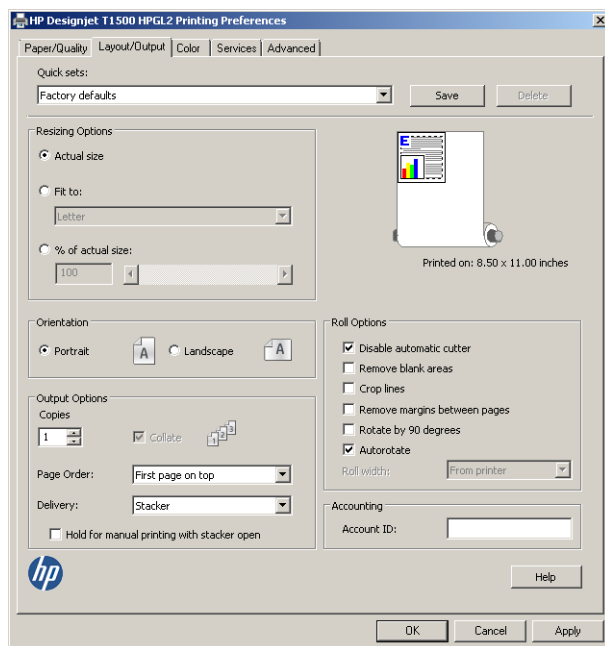 HP Designjet T1500 HPGL2 Printing Preferences
Paper/Quality Layout/Output Color Services Advanced
Quick sets:
Factory defaults Save Delete
Resizing Options
Actual size
Fit to:
Letter
% of actual size:
100
E
Printed on: 8.50 x 11.00 inches
Orientation
Portrait A Landscape A
Roll Options
Disable automatic cutter
Remove blank areas
Crop lines
Remove margins between pages
Rotate by 90 degrees
Autorotate
Roll width: From printer
Output Options
Copies
1 Collate 1 2 3
Page Order: First page on top
Delivery: Stacker
Hold for manual printing with stacker open
Accounting
Account ID:
hp
Help
OK Cancel Apply